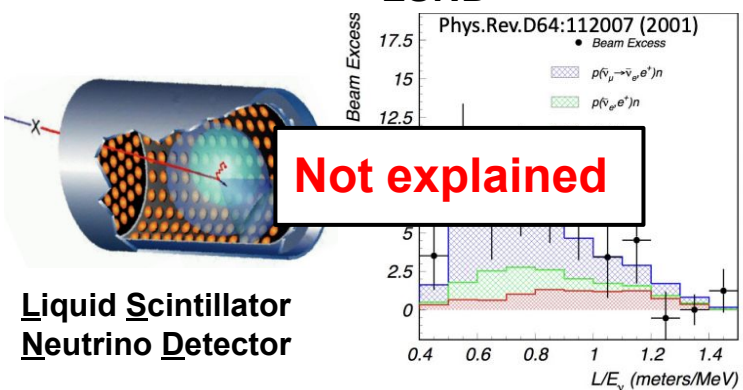 Phys.Rev.D64:112007 (2001)
Beam Excess
Beam Excess
p(ν̄μ→ν̄e,e⁺)n
p(ν̄e,e⁺)n
17.5
15
12.5
Not explained
5
2.5
0
0.4 0.6 0.8 1 1.2 1.4
L/Eν (meters/MeV)
Liquid Scintillator
Neutrino Detector